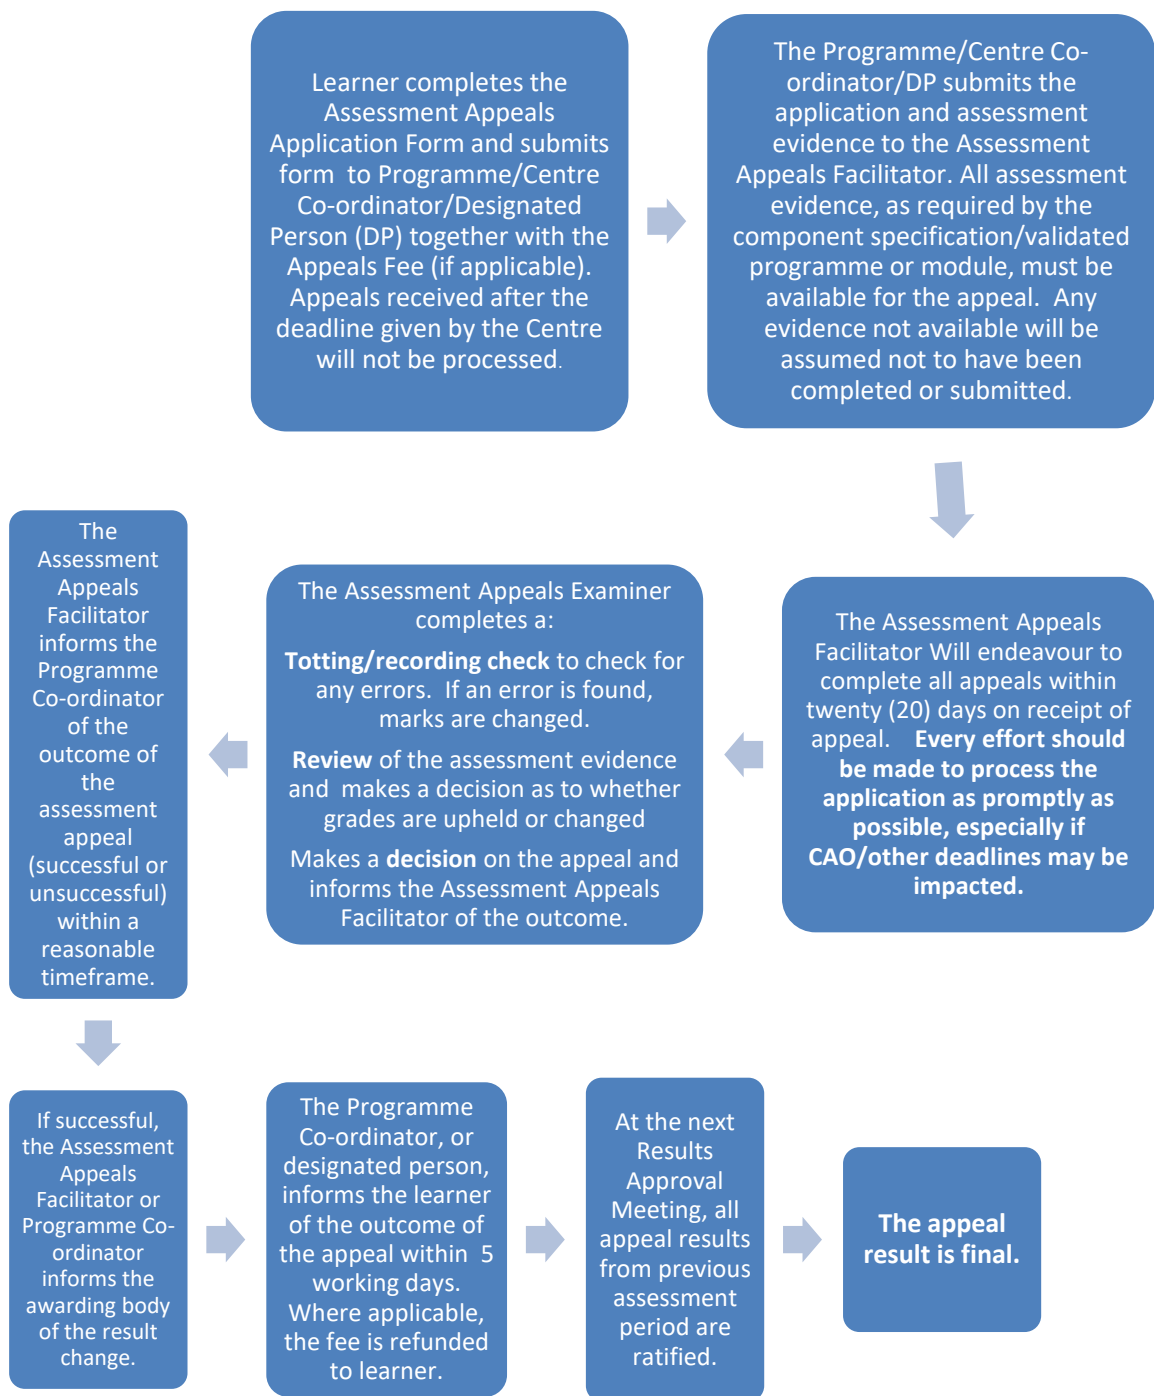 Learner completes the
Assessment Appeals
Application Form and submits
form  to Programme/Centre
Co-ordinator/Designated
Person (DP) together with the
Appeals Fee (if applicable).
Appeals received after the
deadline given by the Centre
will not be processed.
The Programme/Centre Co-
ordinator/DP submits the
application and assessment
evidence to the Assessment
Appeals Facilitator. All assessment
evidence, as required by the
component specification/validated
programme or module, must be
available for the appeal.  Any
evidence not available will be
assumed not to have been
completed or submitted.
The Assessment Appeals
Facilitator Will endeavour to
complete all appeals within
twenty (20) days on receipt of
appeal.   Every effort should
be made to process the
application as promptly as
possible, especially if
CAO/other deadlines may be
impacted.
The Assessment Appeals Examiner
completes a:
Totting/recording check to check for
any errors.  If an error is found,
marks are changed.
Review of the assessment evidence
and  makes a decision as to whether
grades are upheld or changed
Makes a decision on the appeal and
informs the Assessment Appeals
Facilitator of the outcome.
The
Assessment
Appeals
Facilitator
informs the
Programme
Co-ordinator
of the
outcome of
the
assessment
appeal
(successful or
unsuccessful)
within a
reasonable
timeframe.
If successful,
the Assessment
Appeals
Facilitator or
Programme Co-
ordinator
informs the
awarding body
of the result
change.
The Programme
Co-ordinator, or
designated person,
informs the learner
of the outcome of
the appeal within  5
working days.
Where applicable,
the fee is refunded
to learner.
At the next
Results
Approval
Meeting, all
appeal results
from previous
assessment
period are
ratified.
The appeal
result is final.